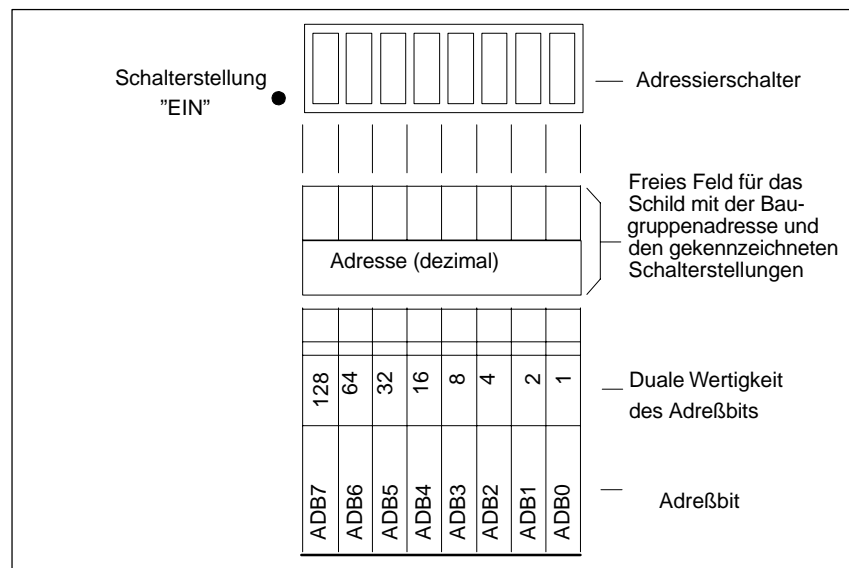 Schalterstellung
”EIN”
Adressierschalter
Freies Feld für das
Schild mit der Bau-
gruppenadresse und
den gekennzeichneten
Schalterstellungen
Adresse (dezimal)
128 64 32 16 8 4 2 1
Duale Wertigkeit
des Adreßbits
ADB7 ADB6 ADB5 ADB4 ADB3 ADB2 ADB1 ADB0
Adreßbit